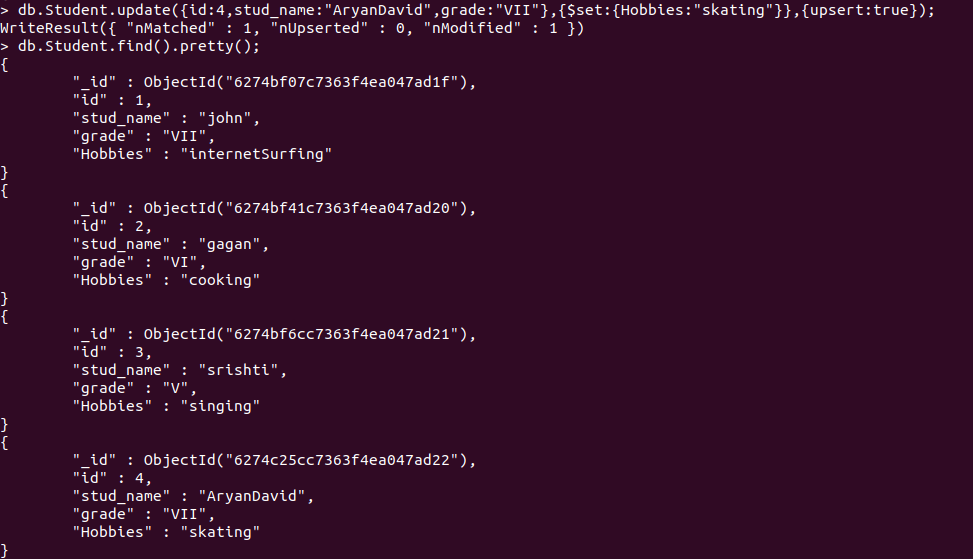 > db.Student.update({id:4,stud_name:"AryanDavid",grade:"VII"},{$set:{Hobbies:"skating"}},{upsert:true});
WriteResult({ "nMatched" : 1, "nUpserted" : 0, "nModified" : 1 })
> db.Student.find().pretty();
{
        "_id" : ObjectId("6274bf07c7363f4ea047ad1f"),
        "id" : 1,
        "stud_name" : "john",
        "grade" : "VII",
        "Hobbies" : "internetSurfing"
}
{
        "_id" : ObjectId("6274bf41c7363f4ea047ad20"),
        "id" : 2,
        "stud_name" : "gagan",
        "grade" : "VI",
        "Hobbies" : "cooking"
}
{
        "_id" : ObjectId("6274bf6cc7363f4ea047ad21"),
        "id" : 3,
        "stud_name" : "srishti",
        "grade" : "V",
        "Hobbies" : "singing"
}
{
        "_id" : ObjectId("6274c25cc7363f4ea047ad22"),
        "id" : 4,
        "stud_name" : "AryanDavid",
        "grade" : "VII",
        "Hobbies" : "skating"
}